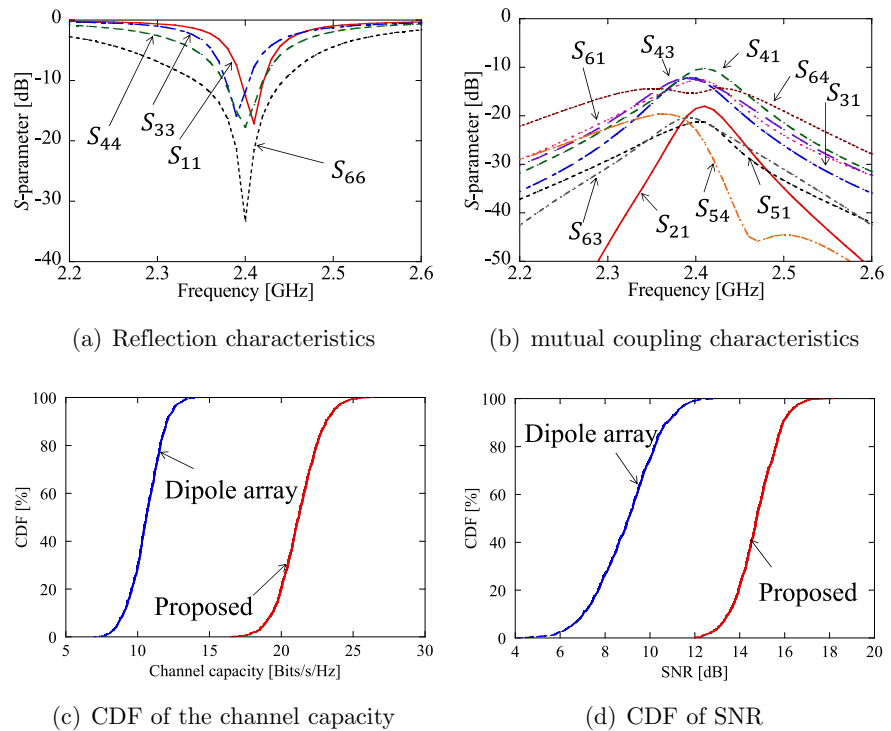 0
-10
-20
-30
-40
S-parameter [dB]
2.2
2.3
2.4
2.5
2.6
Frequency [GHz]
S44
S33
S11
S66
(a) Reflection characteristics
0
-10
-20
-30
-40
-50
S-parameter [dB]
2.2
2.3
2.4
2.5
2.6
Frequency [GHz]
S61
S43
S41
S64
S31
S63
S21
S54
S51
(b) mutual coupling characteristics
100
80
60
40
20
0
CDF [%]
5
10
15
20
25
30
Channel capacity [Bits/s/Hz]
Dipole array
Proposed
(c) CDF of the channel capacity
100
80
60
40
20
0
CDF [%]
4
6
8
10
12
14
16
18
20
SNR [dB]
Dipole array
Proposed
(d) CDF of SNR